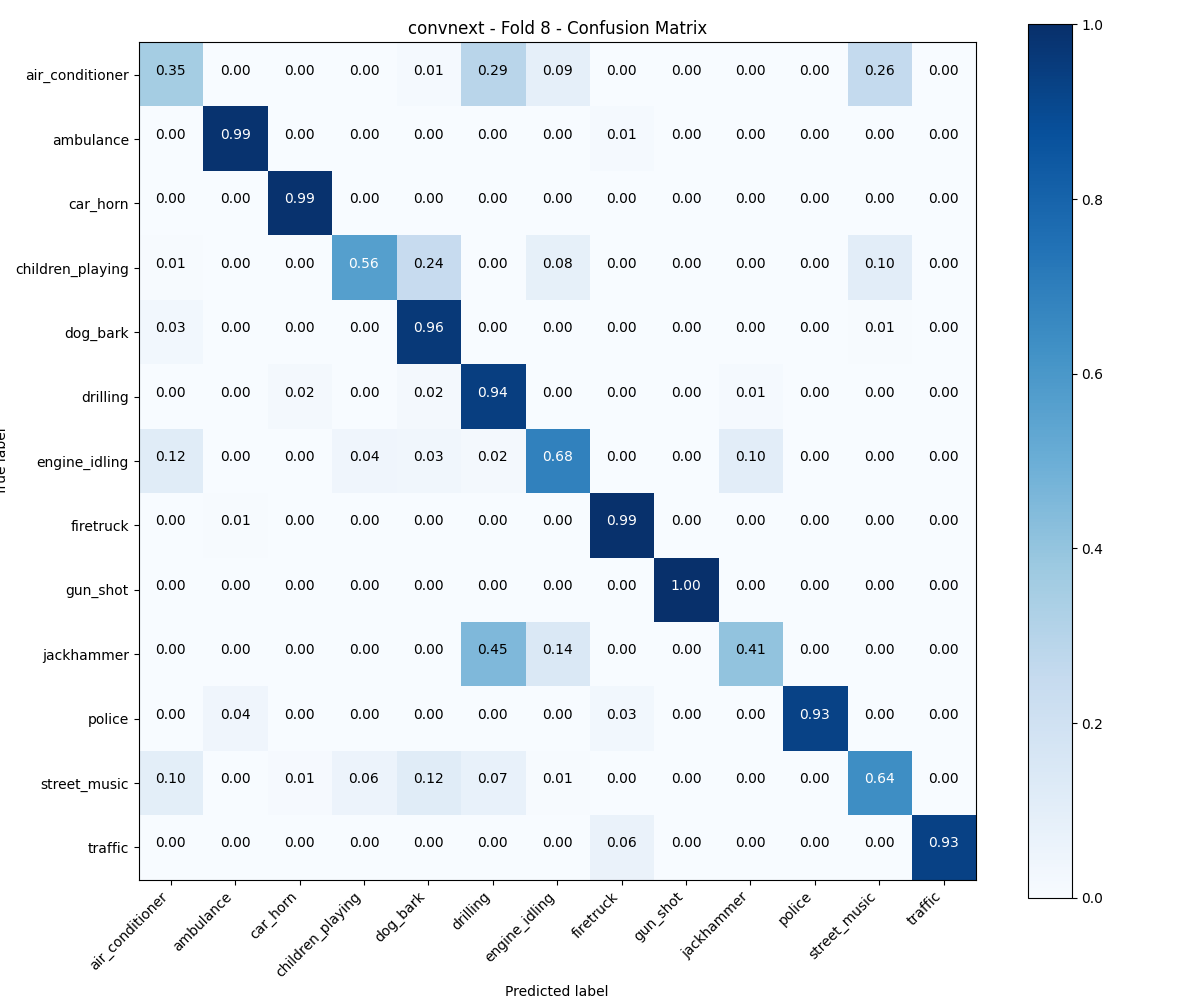 convnext - Fold 8 - Confusion Matrix
air_conditioner 0.35 0.00 0.00 0.00 0.01 0.29 0.09 0.00 0.00 0.00 0.00 0.26 0.00
ambulance 0.00 0.99 0.00 0.00 0.00 0.00 0.00 0.01 0.00 0.00 0.00 0.00 0.00
car_horn 0.00 0.00 0.99 0.00 0.00 0.00 0.00 0.00 0.00 0.00 0.00 0.00 0.00
children_playing 0.01 0.00 0.00 0.56 0.24 0.00 0.08 0.00 0.00 0.00 0.00 0.10 0.00
dog_bark 0.03 0.00 0.00 0.00 0.96 0.00 0.00 0.00 0.00 0.00 0.00 0.01 0.00
drilling 0.00 0.00 0.02 0.00 0.02 0.94 0.00 0.00 0.00 0.01 0.00 0.00 0.00
engine_idling 0.12 0.00 0.00 0.04 0.03 0.02 0.68 0.00 0.00 0.10 0.00 0.00 0.00
firetruck 0.00 0.01 0.00 0.00 0.00 0.00 0.00 0.99 0.00 0.00 0.00 0.00 0.00
gun_shot 0.00 0.00 0.00 0.00 0.00 0.00 0.00 0.00 1.00 0.00 0.00 0.00 0.00
jackhammer 0.00 0.00 0.00 0.00 0.00 0.45 0.14 0.00 0.00 0.41 0.00 0.00 0.00
police 0.00 0.04 0.00 0.00 0.00 0.00 0.00 0.03 0.00 0.00 0.93 0.00 0.00
street_music 0.10 0.00 0.01 0.06 0.12 0.07 0.01 0.00 0.00 0.00 0.00 0.64 0.00
traffic 0.00 0.00 0.00 0.00 0.00 0.00 0.00 0.06 0.00 0.00 0.00 0.00 0.93
air_conditioner ambulance car_horn children_playing dog_bark drilling engine_idling firetruck gun_shot jackhammer police street_music traffic
Predicted label
1.0
0.8
0.6
0.4
0.2
0.0